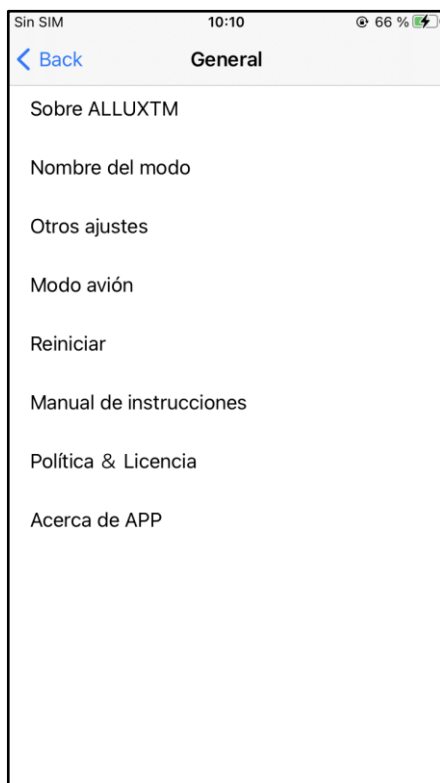 Sin SIM 10:10 66 %
Back General
Sobre ALLUXTM
Nombre del modo
Otros ajustes
Modo avión
Reiniciar
Manual de instrucciones
Política & Licencia
Acerca de APP